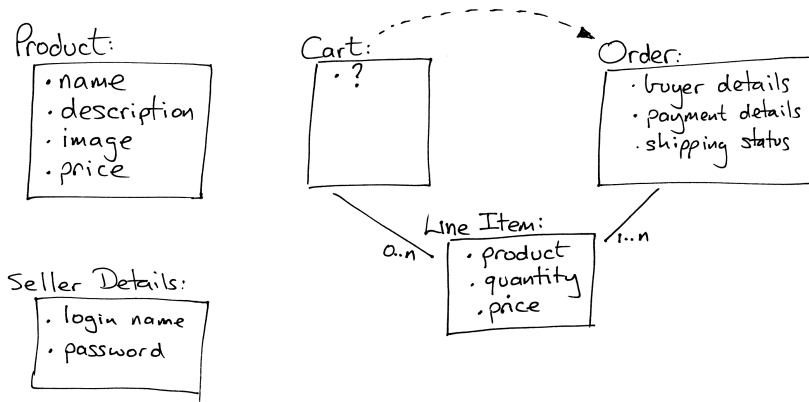 Product:
• name
• description
• image
• price
Cart:
• ?
Order:
• buyer details
• payment details
• shipping status
Line Item:
• product
• quantity
• price
0..n
1..n
Seller Details:
• login name
• password